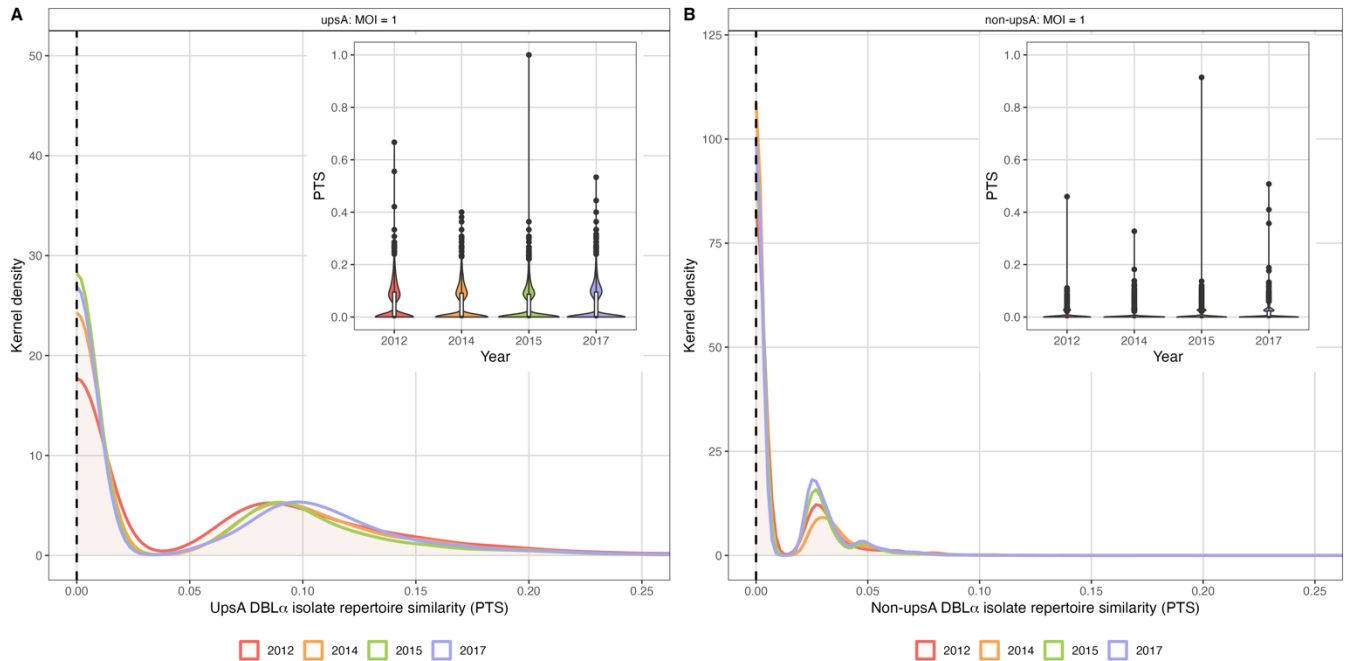 A
upsA: MOI = 1
Kernel density
50
40
30
20
10
0
0.00 0.05 0.10 0.15 0.20 0.25
UpsA DBLα isolate repertoire similarity (PTS)
PTS
1.0
0.8
0.6
0.4
0.2
0.0
2012 2014 2015 2017
Year
2012 2014 2015 2017
B
non-upsA: MOI = 1
Kernel density
125
100
75
50
25
0
0.00 0.05 0.10 0.15 0.20 0.25
Non-upsA DBLα isolate repertoire similarity (PTS)
PTS
1.0
0.8
0.6
0.4
0.2
0.0
2012 2014 2015 2017
Year
2012 2014 2015 2017